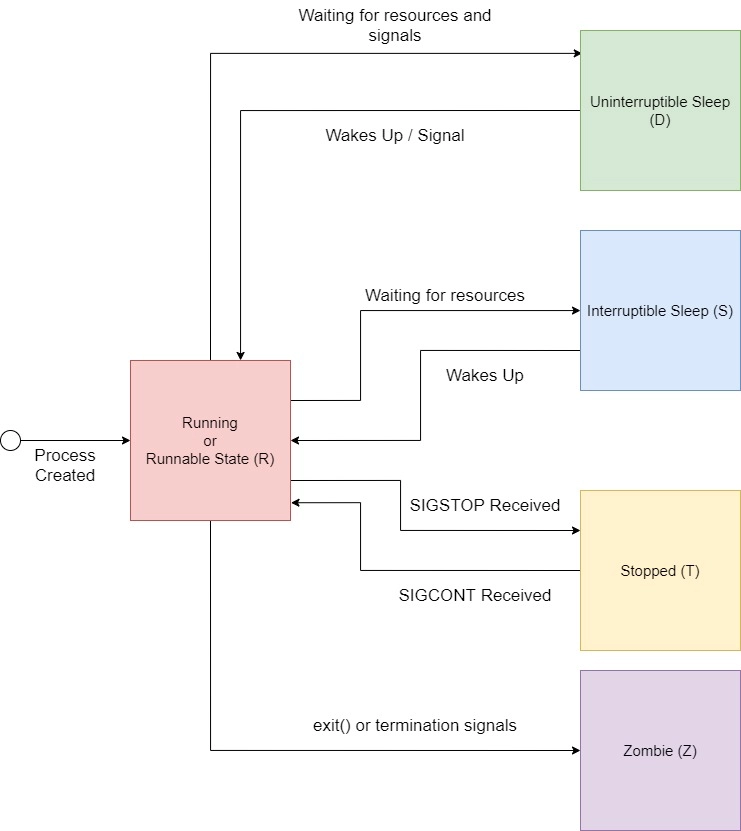 Waiting for resources and
signals
Uninterruptible Sleep
(D)
Wakes Up / Signal
Waiting for resources
Interruptible Sleep (S)
Wakes Up
Running
or
Runnable State (R)
Process
Created
SIGSTOP Received
Stopped (T)
SIGCONT Received
exit() or termination signals
Zombie (Z)